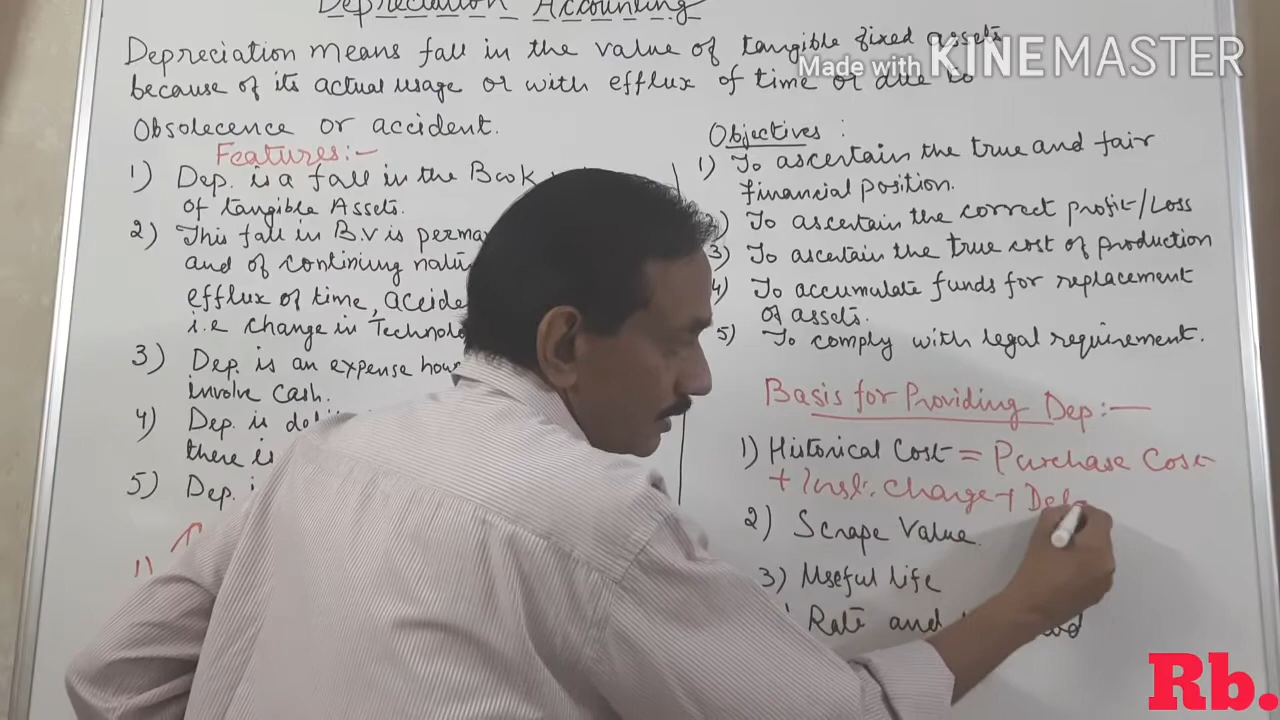 Depreciation Accounting
Depreciation means fall in the value of tangible fixed assets
Made with KINEMASTER
because of its actual usage or with efflux of time or due to
Obsolecence or accident.
Features:-
1) Dep. is a fall in the Book
of tangible Assets.
2) This fall in B.V is perma
and of contining natu
efflux of time, accide
i.e change in Technolo
3) Dep. is an expense how
involve cash.
4) Dep. is de
there is
5) Dep. i
1)
Objectives :
1) To ascertain the true and fair
financial position.
) To ascertain the correct profit/Loss
3) To ascertain the true cost of production
4) To accumulate funds for replacement
of assets.
5) To comply with legal requirement.
Basis for Providing Dep:-
1) Historical Cost = Purchase Cost
+ Inst. Charge + De
2) Scrape Value.
3) Useful life
Rate and
Rb.